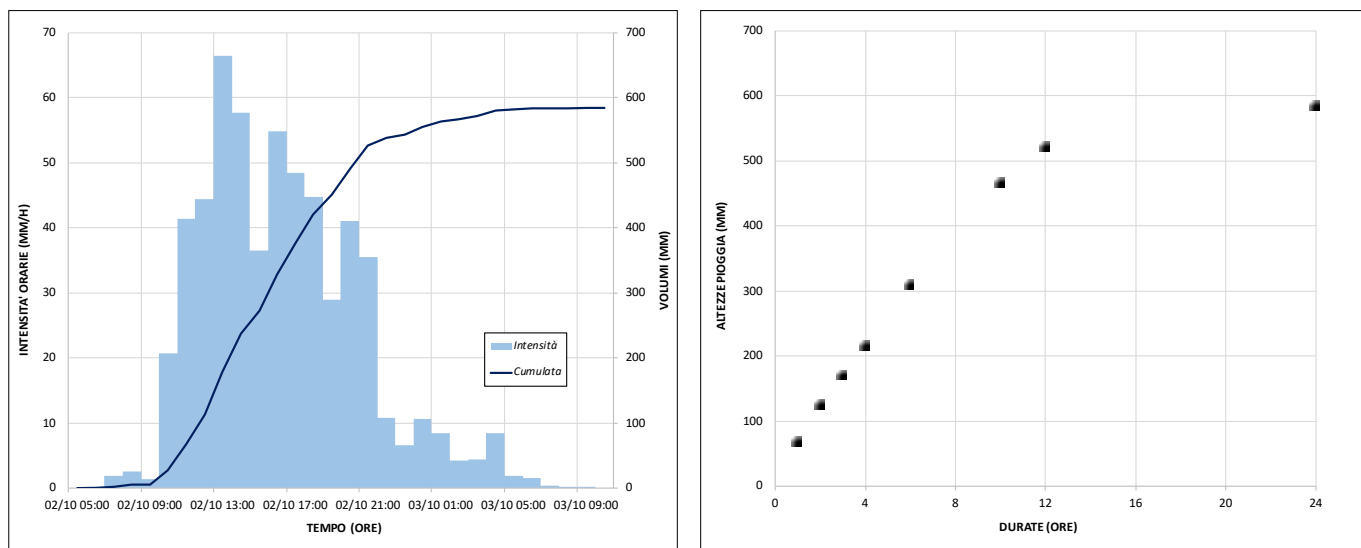 70
60
50
40
30
20
10
0
INTENSITA' ORARIE (MM/H)
700
600
500
400
300
200
100
0
VOLUMI (MM)
Intensità
Cumulata
02/10 05:00 02/10 09:00 02/10 13:00 02/10 17:00 02/10 21:00 03/10 01:00 03/10 05:00 03/10 09:00
TEMPO (ORE)
700
600
500
400
300
200
100
0
ALTEZZE PIOGGIA (MM)
0 4 8 12 16 20 24
DURATE (ORE)